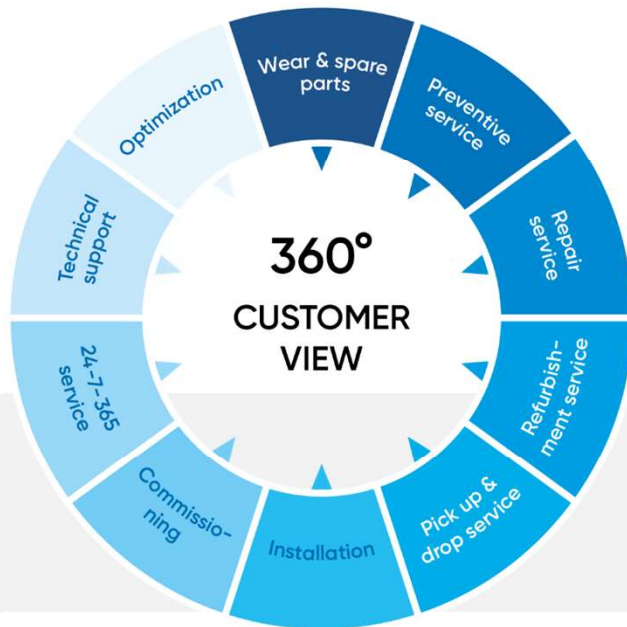 Wear & spare
parts
Preventive
service
Repair
service
Refurbish-
ment service
Pick up &
drop service
Installation
Commissio-
ning
24-7-365
service
Technical
support
Optimization
360°
CUSTOMER
VIEW